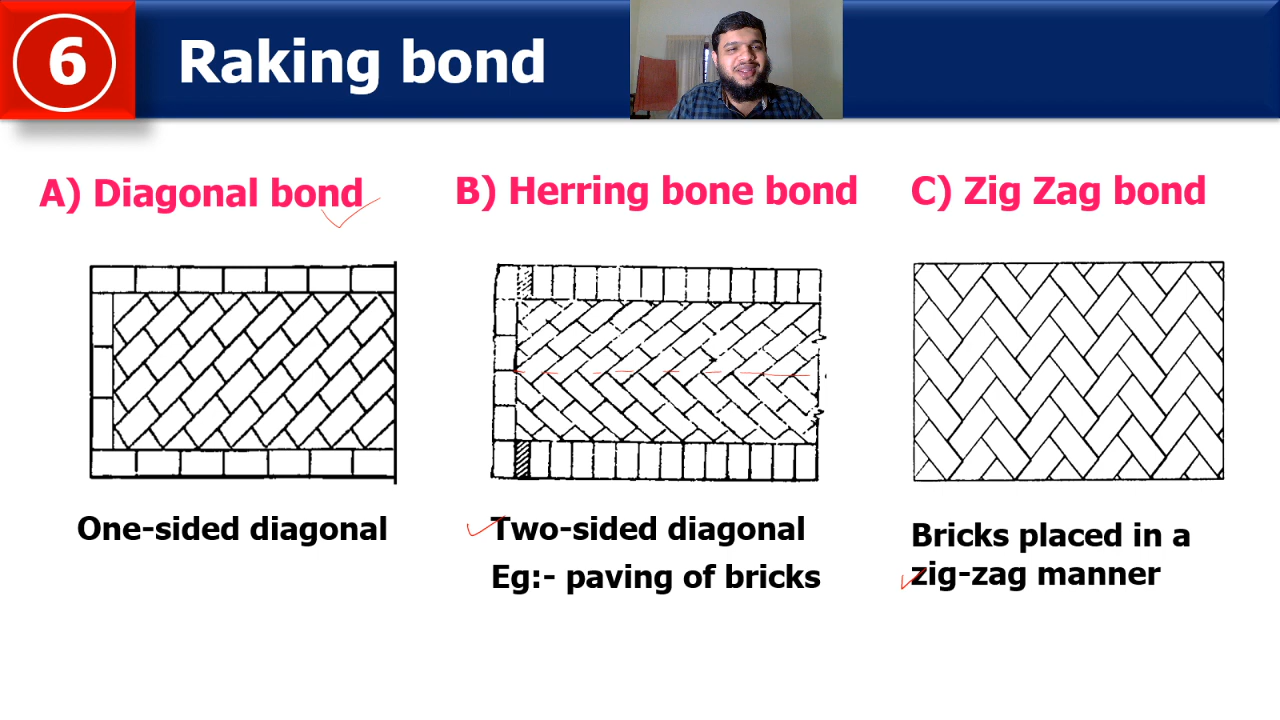 6
Raking bond
A) Diagonal bond
B) Herring bone bond
C) Zig Zag bond
One-sided diagonal
Two-sided diagonal
Eg:- paving of bricks
Bricks placed in a
zig-zag manner